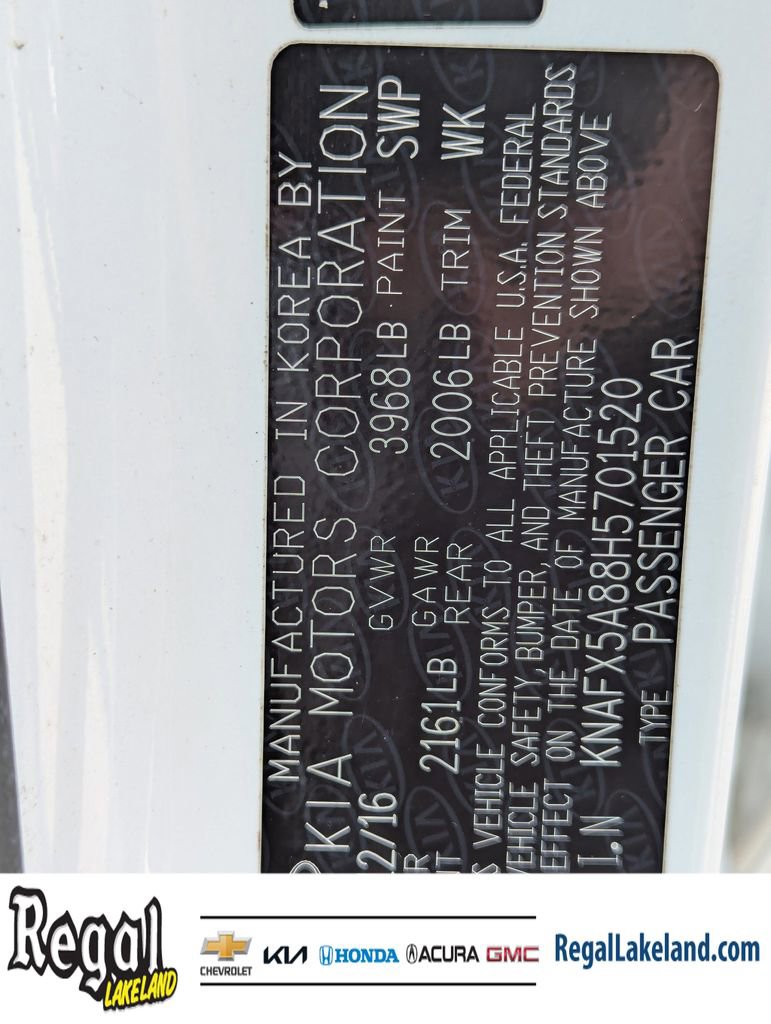 MANUFACTURED IN KOREA BY
KIA MOTORS CORPORATION
2/16 GVWR 3968LB PAINT SWP
2161LB GAWR REAR 2006LB TRIM WK
VEHICLE CONFORMS TO ALL APPLICABLE U.S.A. FEDERAL
VEHICLE SAFETY, BUMPER, AND THEFT PREVENTION STANDARDS
EFFECT ON THE DATE OF MANUFACTURE SHOWN ABOVE
I.N KNAFX5A88H5701520
TYPE PASSENGER CAR
Regal LAKELAND
CHEVROLET KIA HONDA ACURA GMC
RegalLakeland.com